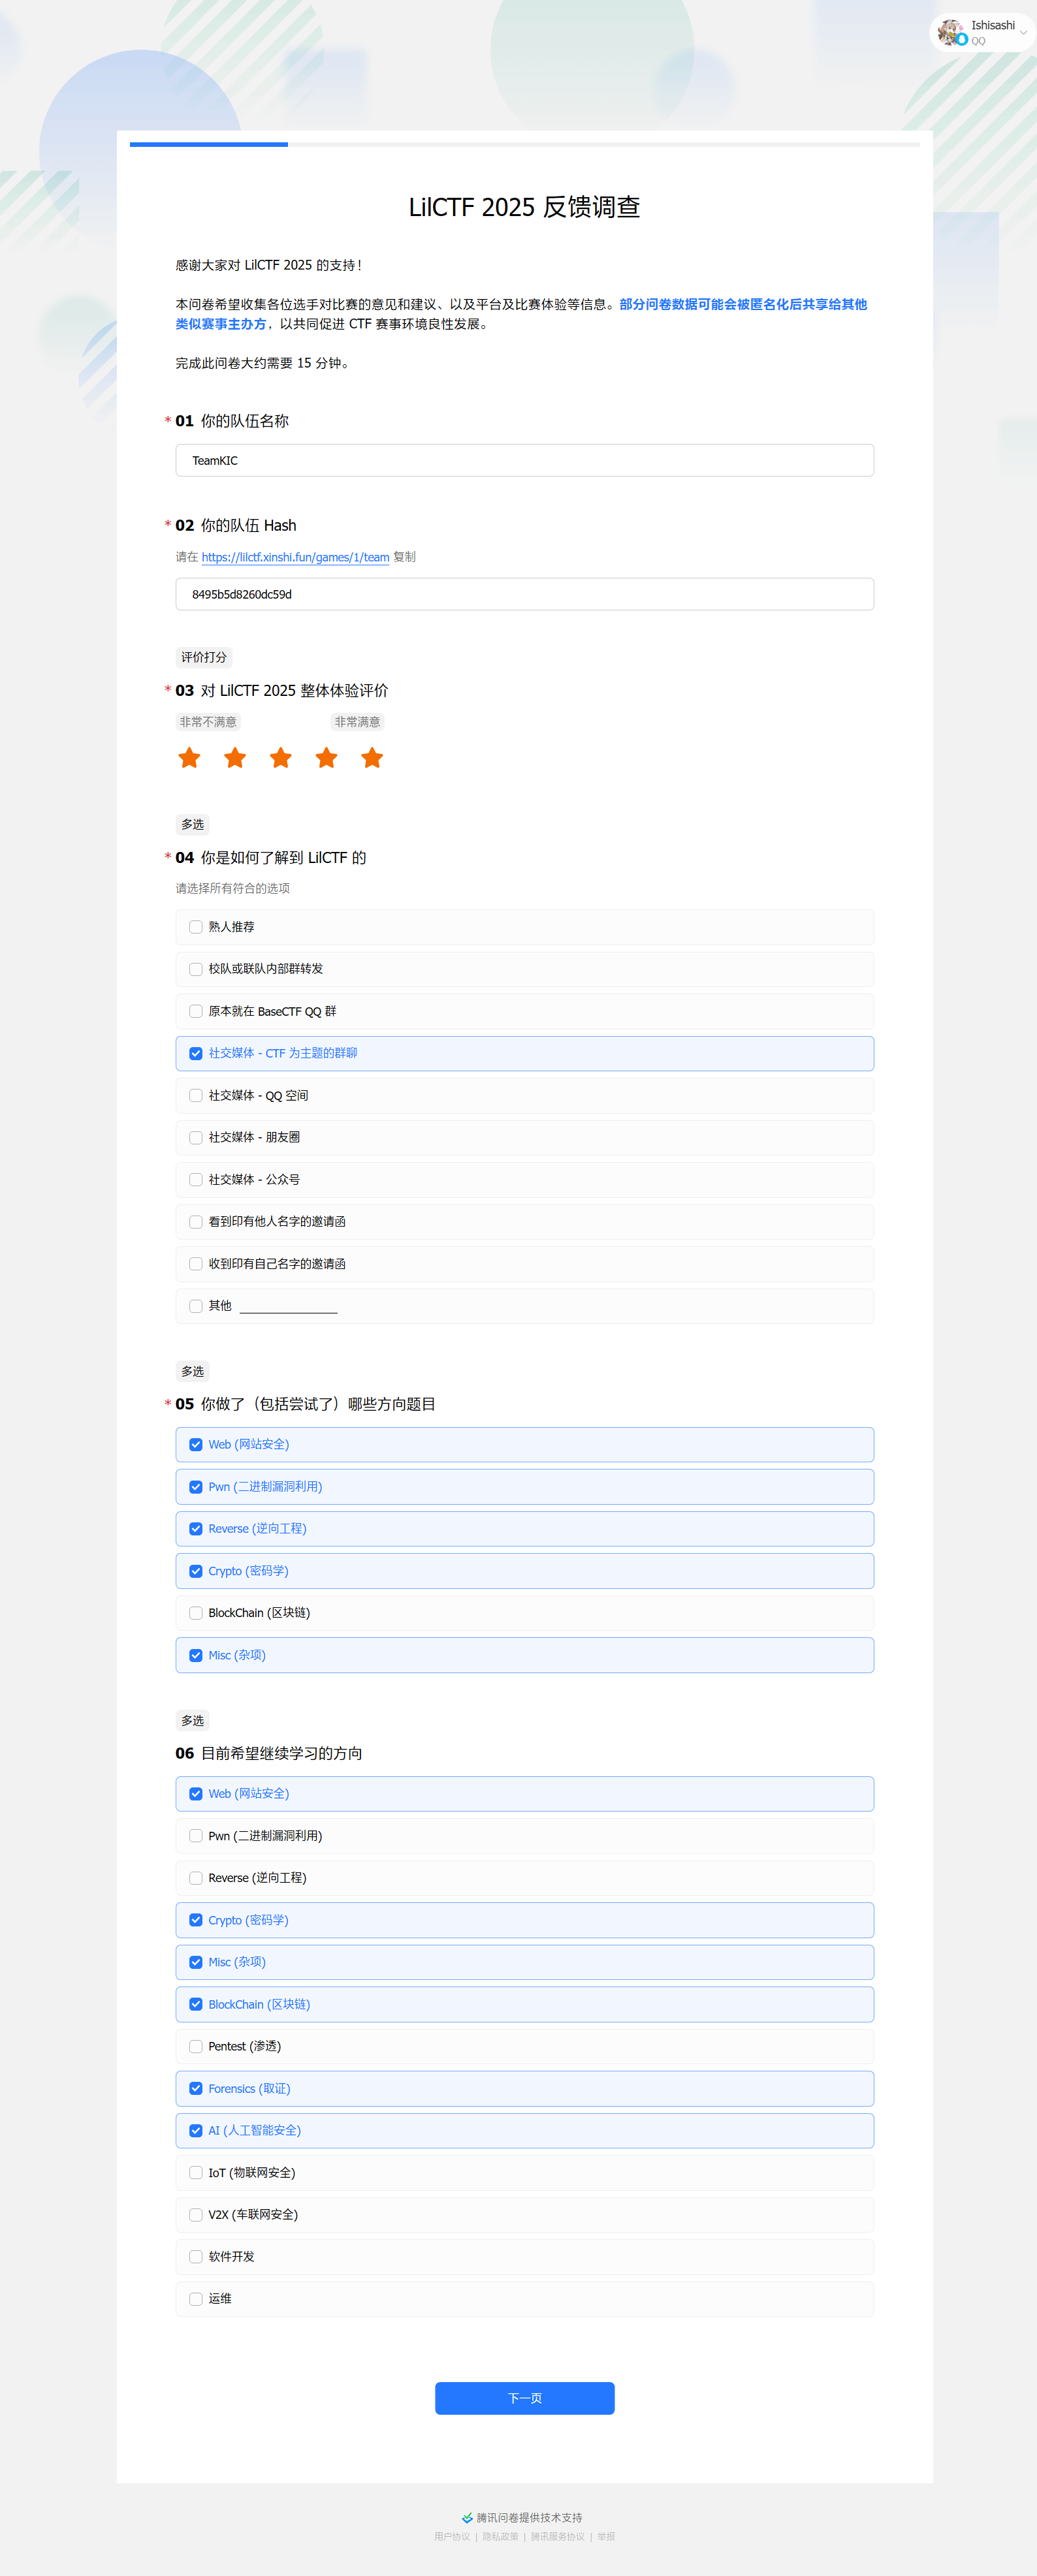 Ishisashi
QQ
LilCTF 2025 反馈调查
感谢大家对 LilCTF 2025 的支持！
本问卷希望收集各位选手对比赛的意见和建议、以及平台及比赛体验等信息。部分问卷数据可能会被匿名化后共享给其他
类似赛事主办方，以共同促进 CTF 赛事环境良性发展。
完成此问卷大约需要 15 分钟。
* 01 你的队伍名称
TeamKIC
* 02 你的队伍 Hash
请在 https://lilctf.xinshi.fun/games/1/team 复制
8495b5d8260dc59d
评价打分
* 03 对 LilCTF 2025 整体体验评价
非常不满意 非常满意
多选
* 04 你是如何了解到 LilCTF 的
请选择所有符合的选项
熟人推荐
校队或联队内部群转发
原本就在 BaseCTF QQ 群
社交媒体 - CTF 为主题的群聊
社交媒体 - QQ 空间
社交媒体 - 朋友圈
社交媒体 - 公众号
看到印有他人名字的邀请函
收到印有自己名字的邀请函
其他
多选
* 05 你做了（包括尝试了）哪些方向题目
Web (网站安全)
Pwn (二进制漏洞利用)
Reverse (逆向工程)
Crypto (密码学)
BlockChain (区块链)
Misc (杂项)
多选
06 目前希望继续学习的方向
Web (网站安全)
Pwn (二进制漏洞利用)
Reverse (逆向工程)
Crypto (密码学)
Misc (杂项)
BlockChain (区块链)
Pentest (渗透)
Forensics (取证)
AI (人工智能安全)
IoT (物联网安全)
V2X (车联网安全)
软件开发
运维
下一页
腾讯问卷提供技术支持
用户协议 | 隐私政策 | 腾讯服务协议 | 举报